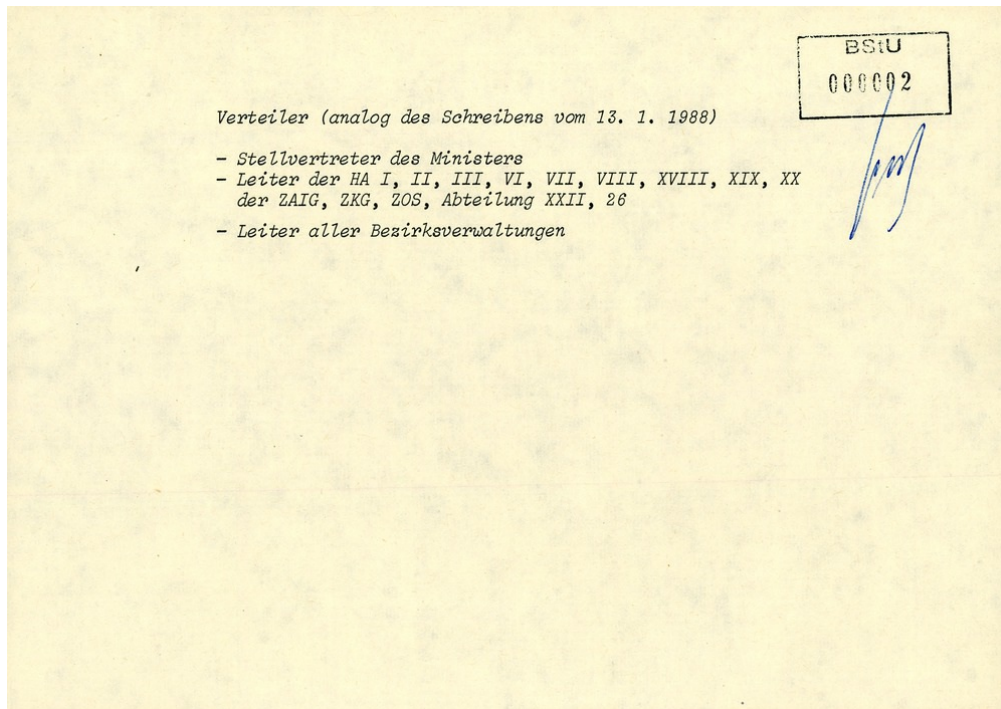 BStU
000002
Verteiler (analog des Schreibens vom 13. 1. 1988)
- Stellvertreter des Ministers
- Leiter der HA I, II, III, VI, VII, VIII, XVIII, XIX, XX
der ZAIG, ZKG, ZOS, Abteilung XXII, 26
- Leiter aller Bezirksverwaltungen